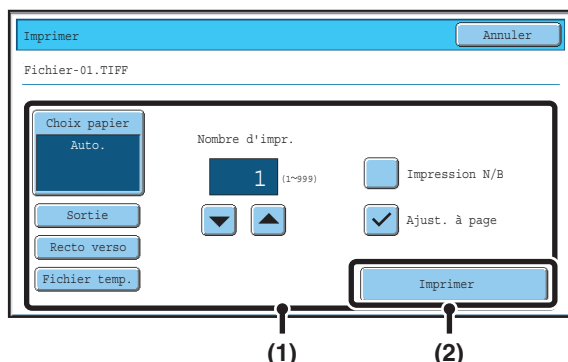 Imprimer
Annuler
Fichier-01.TIFF
Choix papier
Auto.
Nombre d'impr.
1
(1~999)
Impression N/B
Sortie
Ajust. à page
Recto verso
Fichier temp.
Imprimer
(1)
(2)